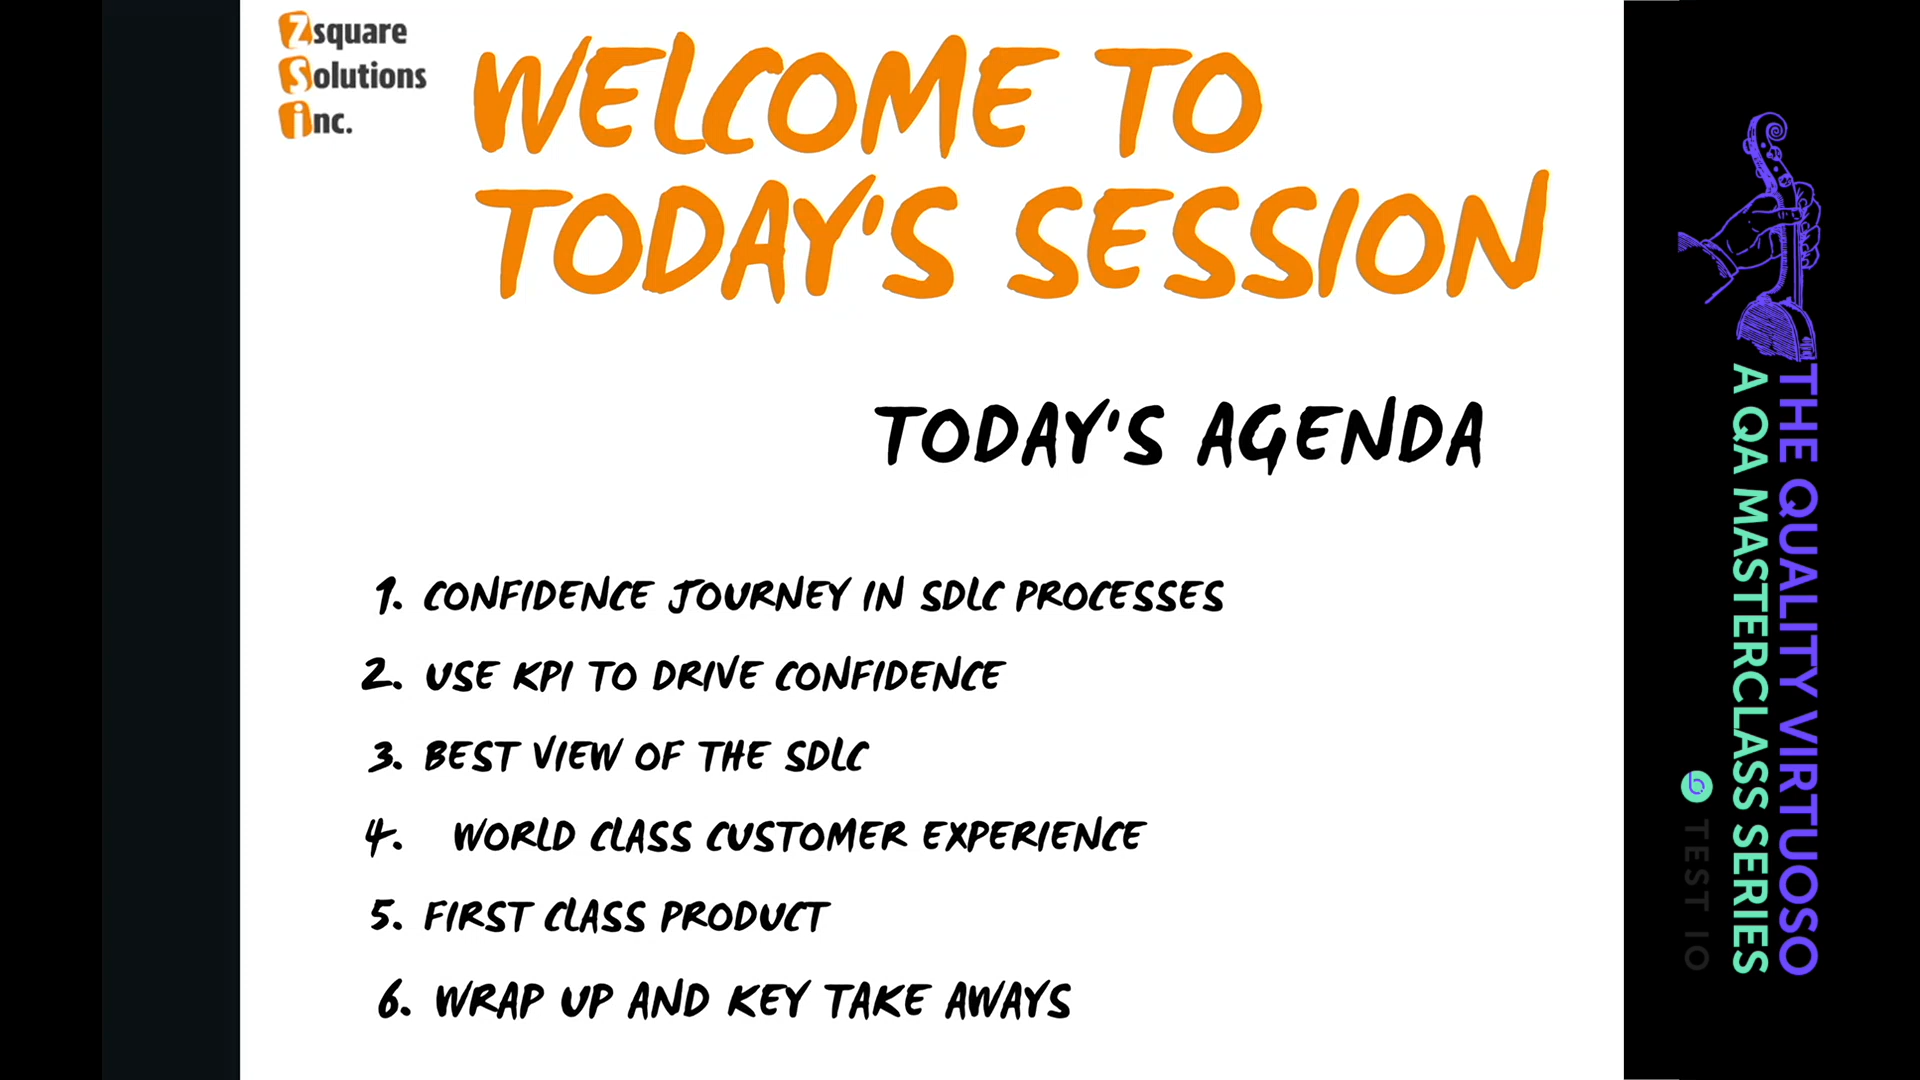 Zsquare
Solutions
inc.
WELCOME TO
TODAY'S SESSION
TODAY'S AGENDA
1. CONFIDENCE JOURNEY IN SDLC PROCESSES
2. USE KPI TO DRIVE CONFIDENCE
3. BEST VIEW OF THE SDLC
4. WORLD CLASS CUSTOMER EXPERIENCE
5. FIRST CLASS PRODUCT
6. WRAP UP AND KEY TAKE AWAYS
THE QUALITY VIRTUOSO
A QA MASTERCLASS SERIES
TEST IO